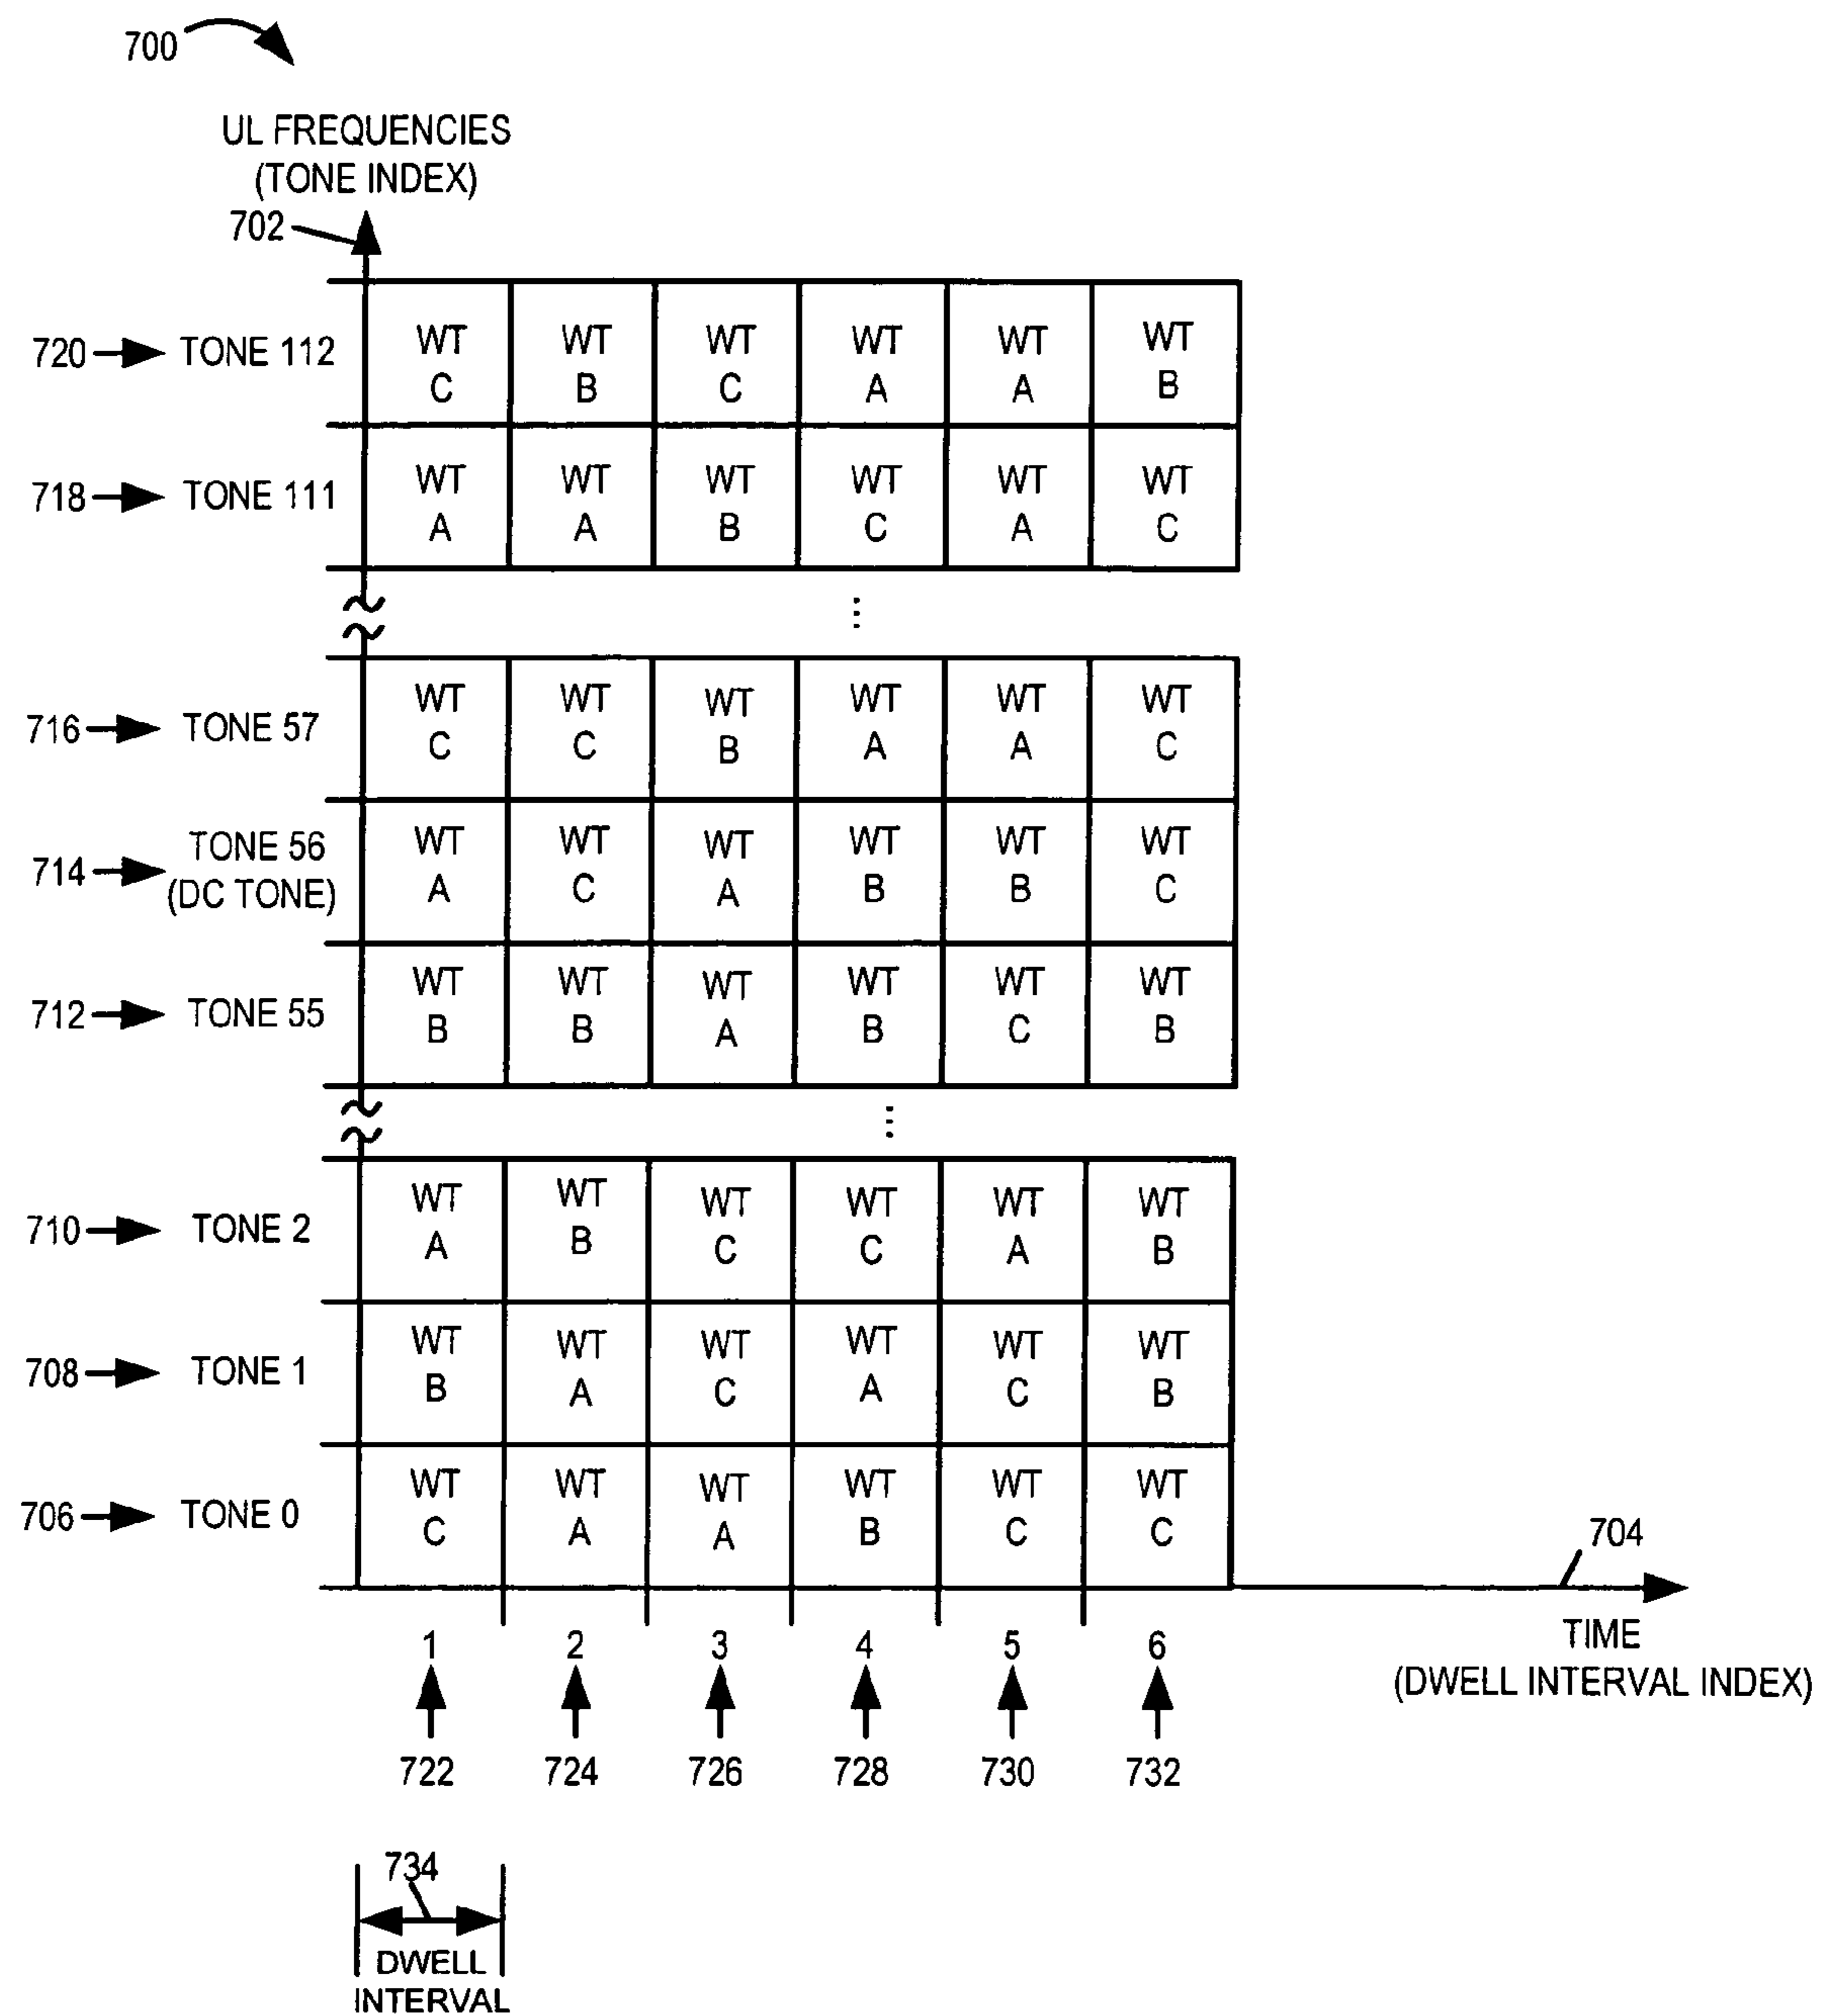 700
UL FREQUENCIES
(TONE INDEX)
702
720 TONE 112
WT C WT B WT C WT A WT A WT B
718 TONE 111
WT A WT A WT B WT C WT A WT C
...
716 TONE 57
WT C WT C WT B WT A WT A WT C
714 TONE 56
(DC TONE)
WT A WT C WT A WT B WT B WT C
712 TONE 55
WT B WT B WT A WT B WT C WT B
...
710 TONE 2
WT A WT B WT C WT C WT A WT B
708 TONE 1
WT B WT A WT C WT A WT C WT B
706 TONE 0
WT C WT A WT A WT B WT C WT C
704
1 2 3 4 5 6
TIME
(DWELL INTERVAL INDEX)
722 724 726 728 730 732
734
DWELL
INTERVAL